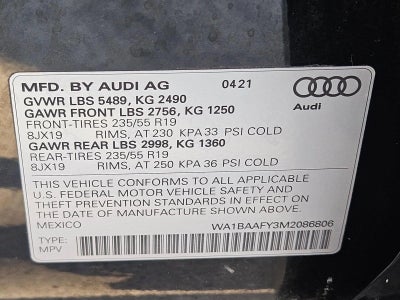 MFD. BY AUDI AG 0421
GVWR LBS 5489, KG 2490
GAWR FRONT LBS 2756, KG 1250
FRONT-TIRES 235/55 R19
8JX19 RIMS, AT 230 KPA 33 PSI COLD
GAWR REAR LBS 2998, KG 1360
REAR-TIRES 235/55 R19
8JX19 RIMS, AT 250 KPA 36 PSI COLD
Audi
THIS VEHICLE CONFORMS TO ALL APPLICABLE
U.S. FEDERAL MOTOR VEHICLE SAFETY AND
THEFT PREVENTION STANDARDS IN EFFECT ON
THE DATE OF MANUFACTURE SHOWN ABOVE.
MEXICO WA1BAAFY3M2086806
TYPE:
MPV